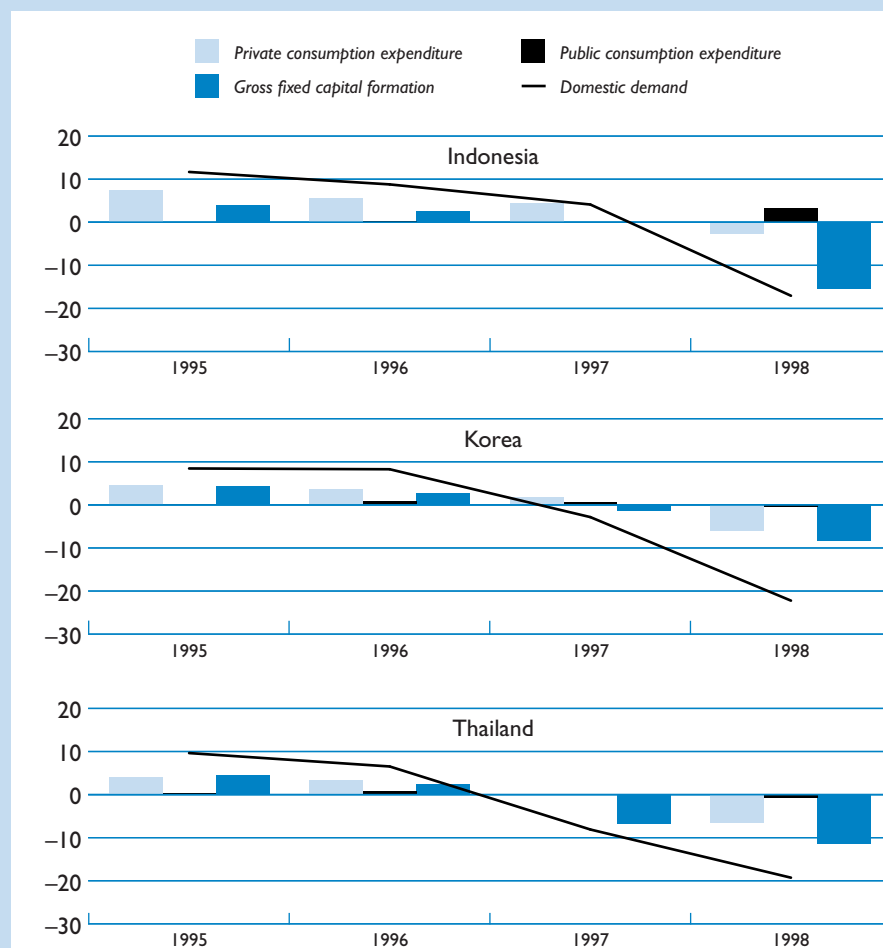 Private consumption expenditure
Public consumption expenditure
Gross fixed capital formation
Domestic demand
20
Indonesia
10
0
–10
–20
–30
1995 1996 1997 1998
20
Korea
10
0
–10
–20
–30
1995 1996 1997 1998
20
Thailand
10
0
–10
–20
–30
1995 1996 1997 1998